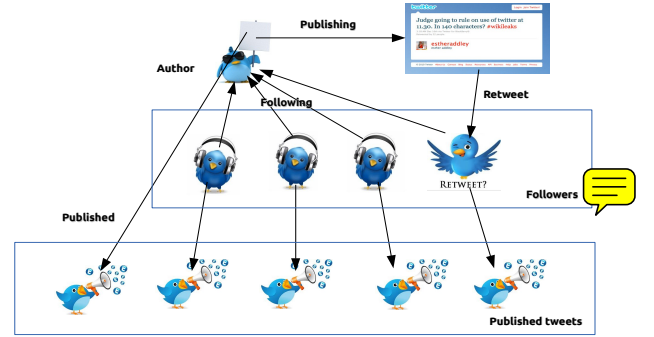 twitter
Publishing
Judge going to rule on use of twitter at
11.30. In 140 characters? #wikileaks
estheraddley
Author
Retweet
Following
RETWEET?
Followers
Published
Published tweets